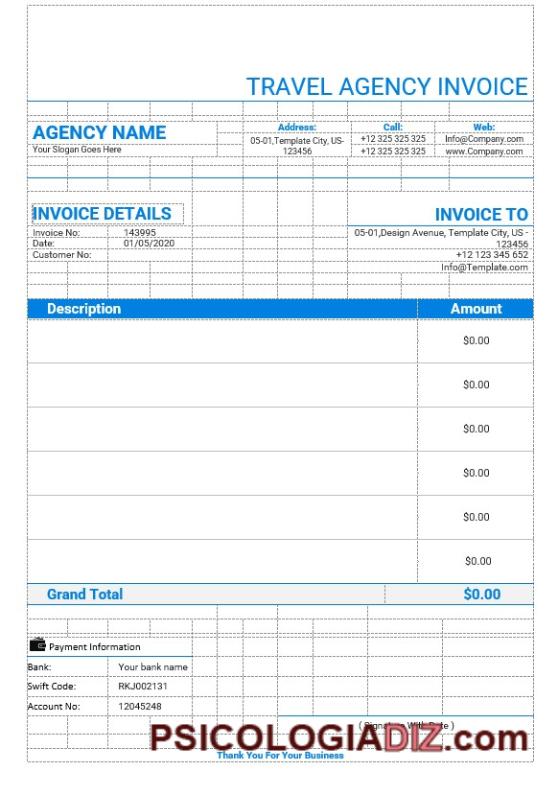 TRAVEL AGENCY INVOICE
AGENCY NAME
Your Slogan Goes Here
Address:
05-01,Template City, US-
123456
Call:
+12 325 325 325
+12 325 325 325
Web:
Info@Company.com
www.Company.com
INVOICE DETAILS
Invoice No: 143995
Date: 01/05/2020
Customer No:
INVOICE TO
05-01,Design Avenue, Template City, US -
123456
+12 123 345 652
Info@Template.com
Description Amount
$0.00
$0.00
$0.00
$0.00
$0.00
$0.00
Grand Total $0.00
Payment Information
Bank: Your bank name
Swift Code: RKJ002131
Account No: 12045248
( Signature With Date )
PSICOLOGIADIZ.com
Thank You For Your Business